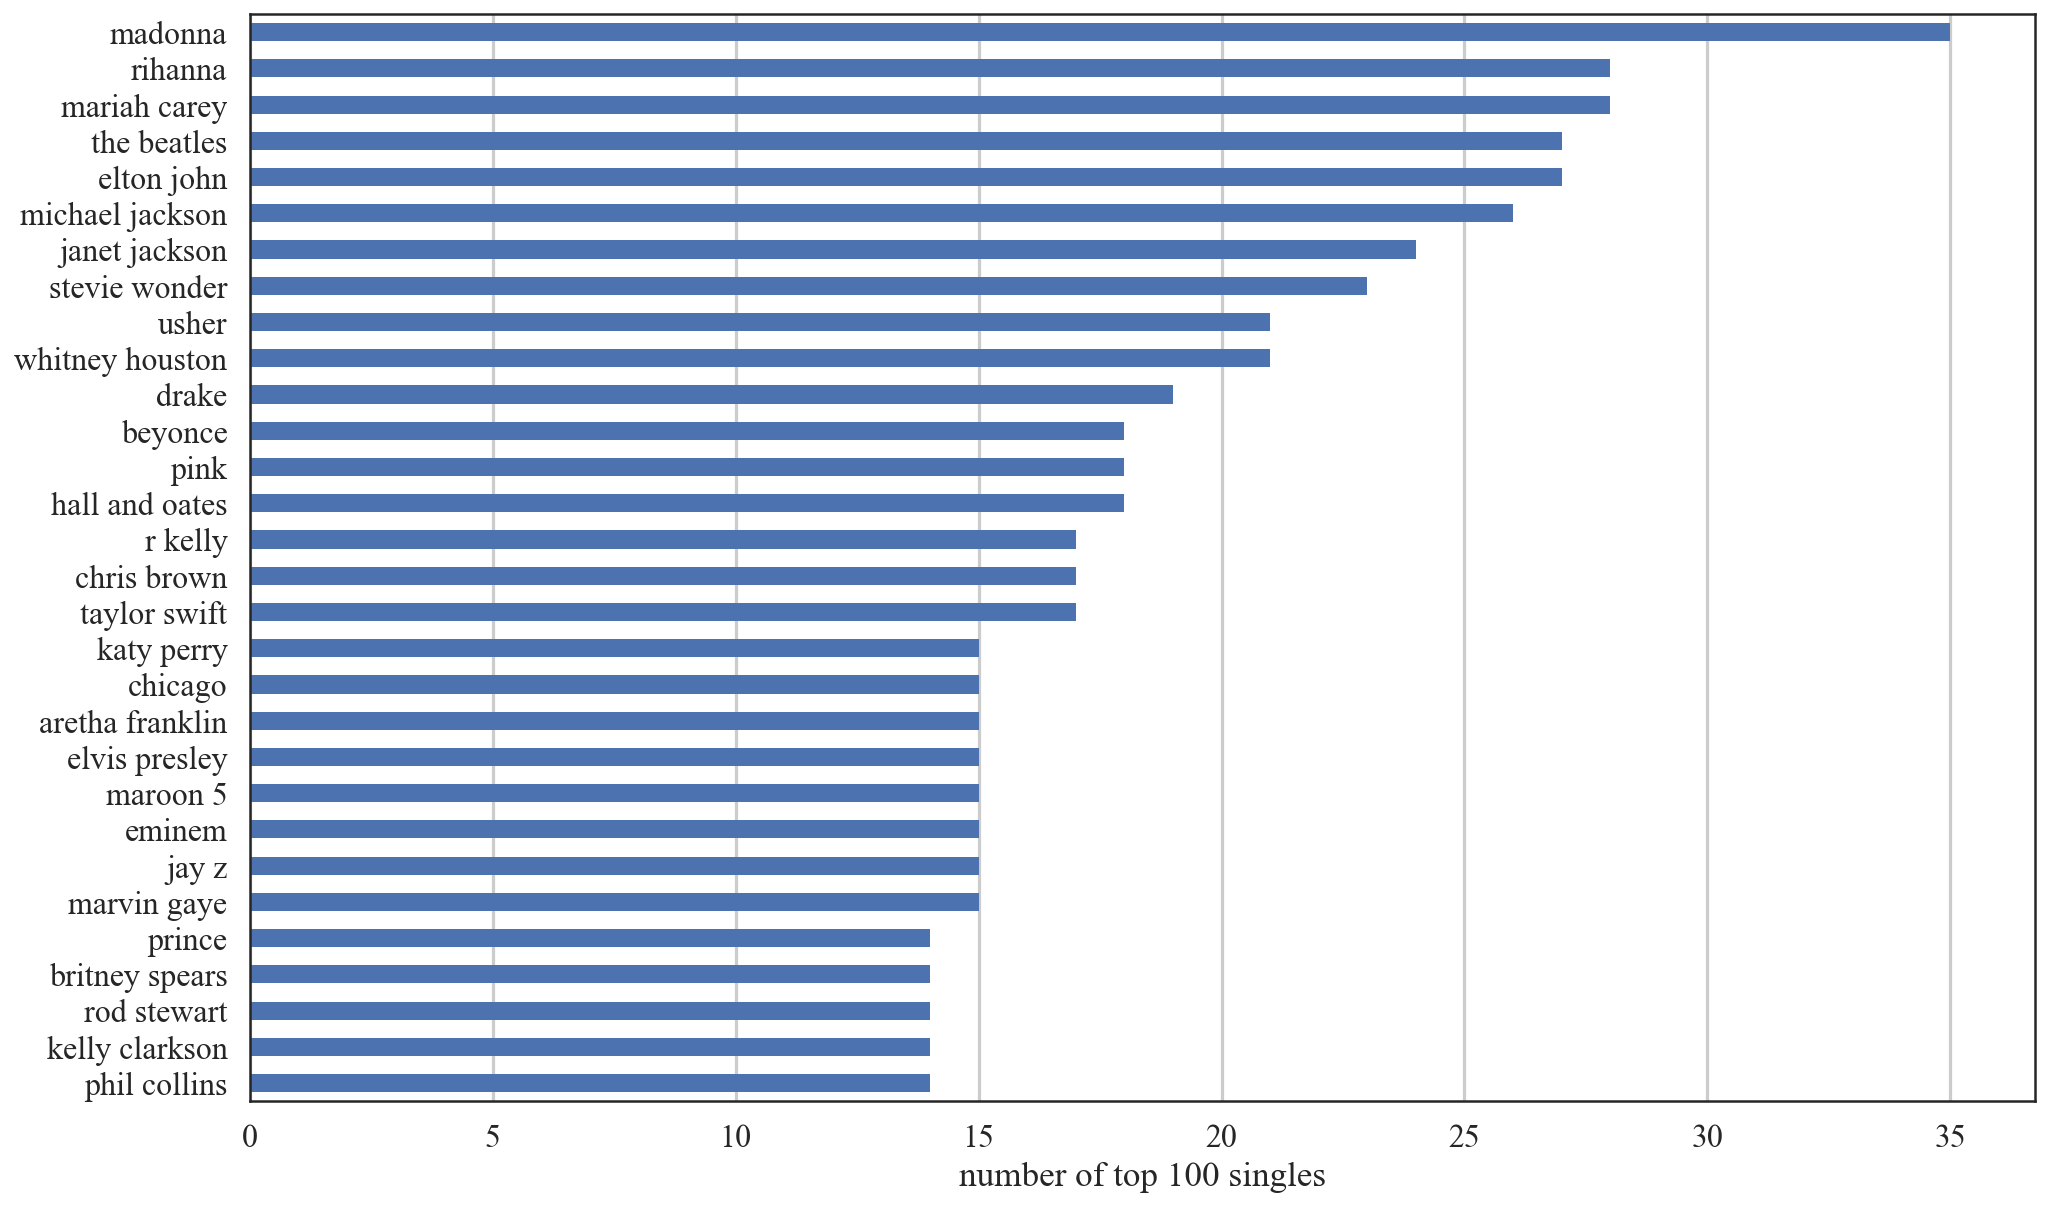 madonna
rihanna
mariah carey
the beatles
elton john
michael jackson
janet jackson
stevie wonder
usher
whitney houston
drake
beyonce
pink
hall and oates
r kelly
chris brown
taylor swift
katy perry
chicago
aretha franklin
elvis presley
maroon 5
eminem
jay z
marvin gaye
prince
britney spears
rod stewart
kelly clarkson
phil collins
0 5 10 15 20 25 30 35
number of top 100 singles